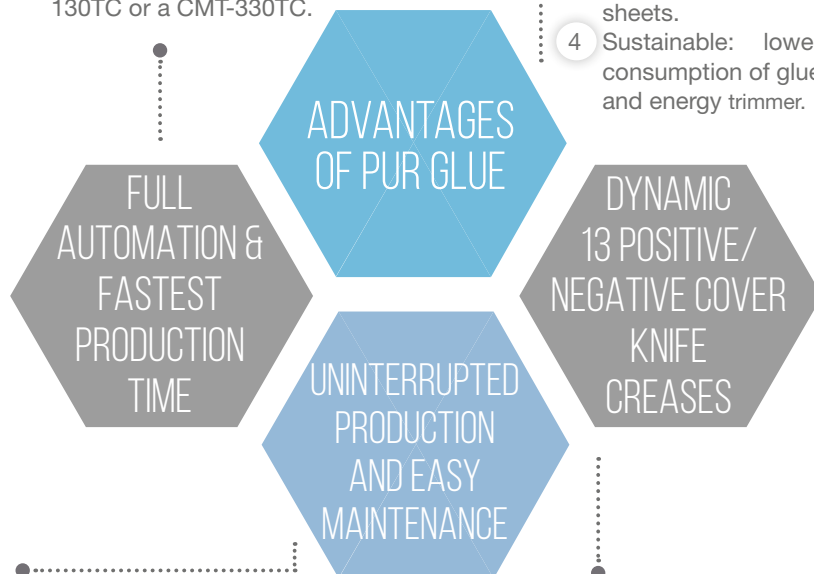 130TC or a CMT-330TC.
sheets.
4 Sustainable: lowe
consumption of glue
and energy trimmer.
ADVANTAGES
OF PUR GLUE
FULL
AUTOMATION &
FASTEST
PRODUCTION
TIME
DYNAMIC
13 POSITIVE/
NEGATIVE COVER
KNIFE
CREASES
UNINTERRUPTED
PRODUCTION
AND EASY
MAINTENANCE